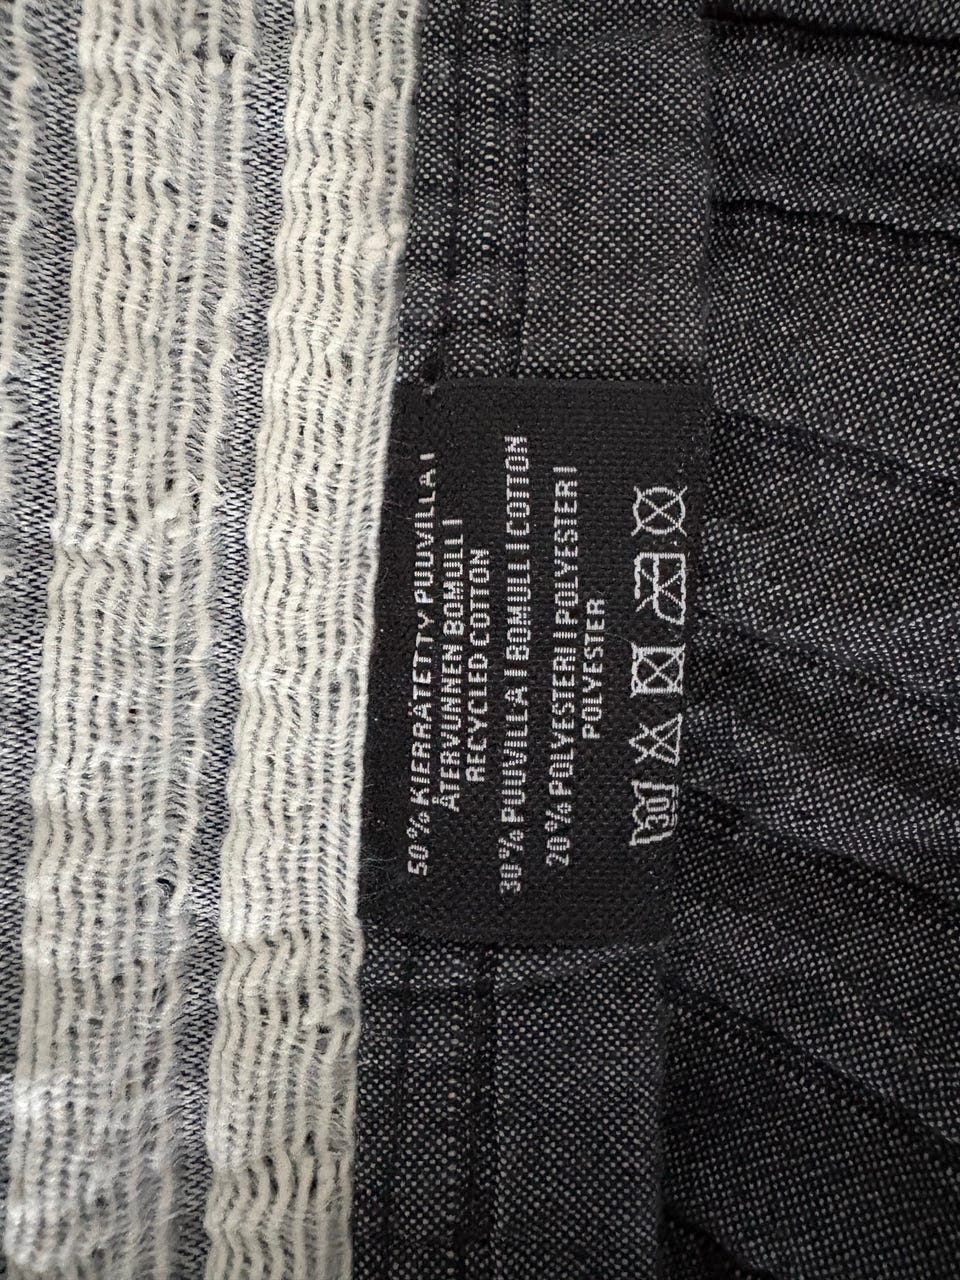 50% KIERRÄTETTY PUUVILLA |
ÅTERVUNNEN BOMULL |
RECYCLED COTTON
30% PUUVILLA | BOMULL | COTTON
20% POLYESTERI | POLYESTER |
POLYESTER